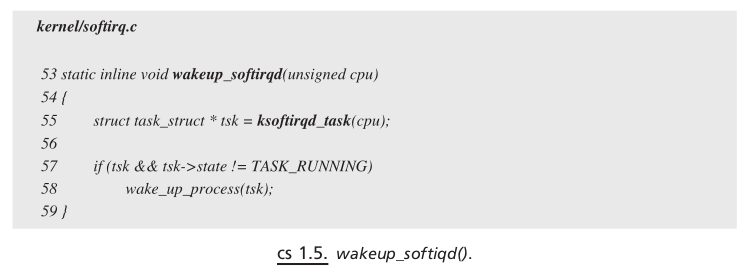 kernel/softirq.c
53 static inline void wakeup_softirqd(unsigned cpu)
54 {
55 struct task_struct * tsk = ksoftirqd_task(cpu);
56
57 if (tsk && tsk->state != TASK_RUNNING)
58 wake_up_process(tsk);
59 }
cs 1.5. wakeup_softiqd().